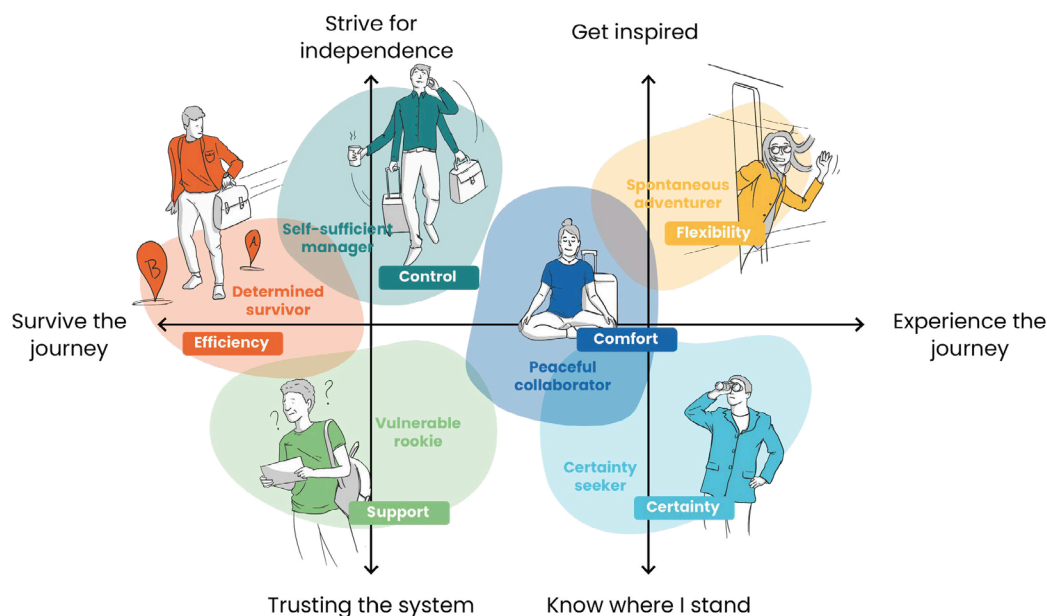 Strive for
independence
Get inspired
Spontaneous
adventurer
Flexibility
Self-sufficient
manager
Control
B
A
Determined
survivor
Efficiency
Survive the
journey
Experience the
journey
Comfort
Peaceful
collaborator
? ?
Vulnerable
rookie
Support
Certainty
seeker
Certainty
Trusting the system
Know where I stand